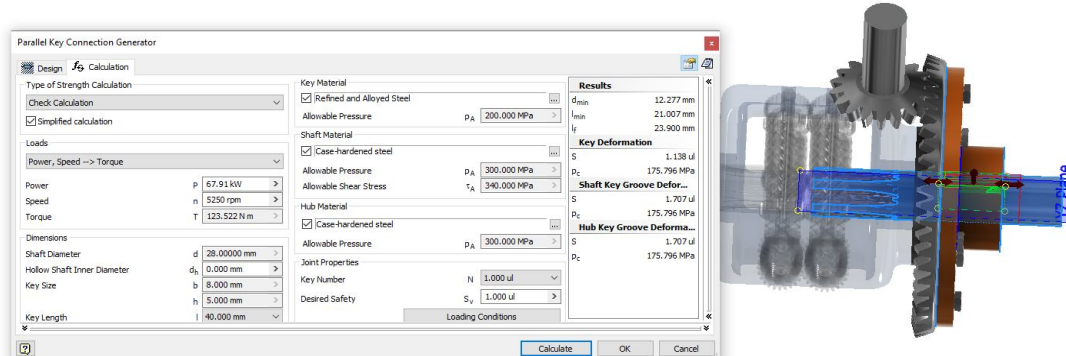 Parallel Key Connection Generator
x
Design Calculation
Type of Strength Calculation
Check Calculation
Simplified calculation
Loads
Power, Speed --> Torque
Power P 67.91 kW >
Speed n 5250 rpm >
Torque T 123.522 N m >
Dimensions
Shaft Diameter d 28.00000 mm >
Hollow Shaft Inner Diameter dh 0.000 mm >
Key Size b 8.000 mm >
h 5.000 mm >
Key Length l 40.000 mm
Key Material
Refined and Alloyed Steel ...
Allowable Pressure pA 200.000 MPa >
Shaft Material
Case-hardened steel ...
Allowable Pressure pA 300.000 MPa >
Allowable Shear Stress τA 340.000 MPa >
Hub Material
Case-hardened steel ...
Allowable Pressure pA 300.000 MPa >
Joint Properties
Key Number N 1.000 ul
Desired Safety Sv 1.000 ul >
Loading Conditions
Results
dmin 12.277 mm
lmin 21.007 mm
lf 23.900 mm
Key Deformation
S 1.138 ul
pc 175.796 MPa
Shaft Key Groove Defor...
S 1.707 ul
pc 175.796 MPa
Hub Key Groove Deforma...
S 1.707 ul
pc 175.796 MPa
?
Calculate OK Cancel
YZ Plane